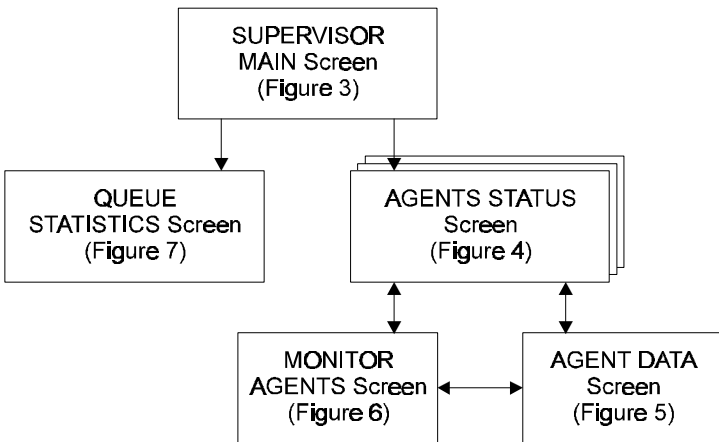 SUPERVISOR
MAIN Screen
(Figure 3)
QUEUE
STATISTICS Screen
(Figure 7)
AGENTS STATUS
Screen
(Figure 4)
MONITOR
AGENTS Screen
(Figure 6)
AGENT DATA
Screen
(Figure 5)